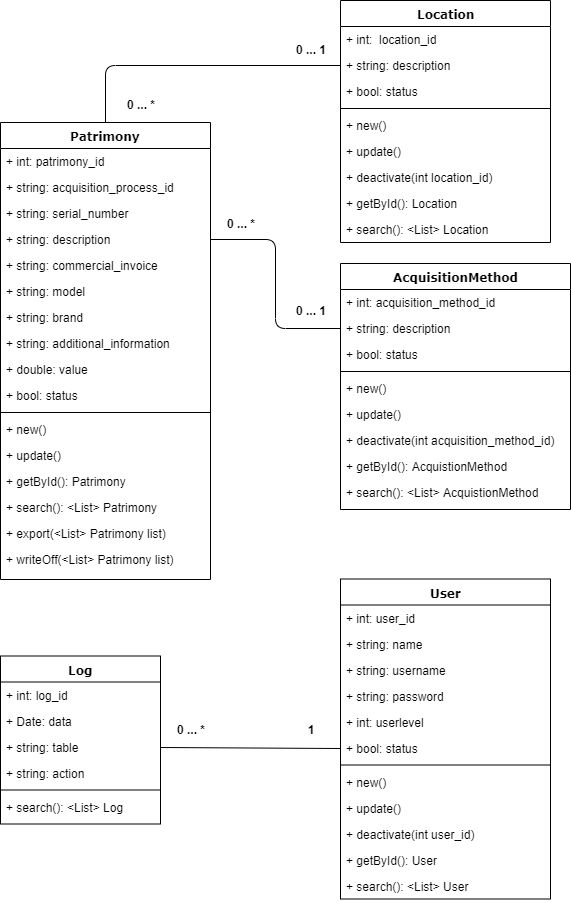 Location
+ int:  location_id
+ string: description
+ bool: status
+ new()
+ update()
+ deactivate(int location_id)
+ getById(): Location
+ search(): <List> Location
0 ... 1
0 ... *
Patrimony
+ int: patrimony_id
+ string: acquisition_process_id
+ string: serial_number
+ string: description
+ string: commercial_invoice
+ string: model
+ string: brand
+ string: additional_information
+ double: value
+ bool: status
+ new()
+ update()
+ getById(): Patrimony
+ search(): <List> Patrimony
+ export(<List> Patrimony list)
+ writeOff(<List> Patrimony list)
0 ... *
0 ... 1
AcquisitionMethod
+ int: acquisition_method_id
+ string: description
+ bool: status
+ new()
+ update()
+ deactivate(int acquisition_method_id)
+ getById(): AcquistionMethod
+ search(): <List> AcquistionMethod
User
+ int: user_id
+ string: name
+ string: username
+ string: password
+ int: userlevel
+ bool: status
+ new()
+ update()
+ deactivate(int user_id)
+ getById(): User
+ search(): <List> User
Log
+ int: log_id
+ Date: data
+ string: table
+ string: action
+ search(): <List> Log
0 ... *
1